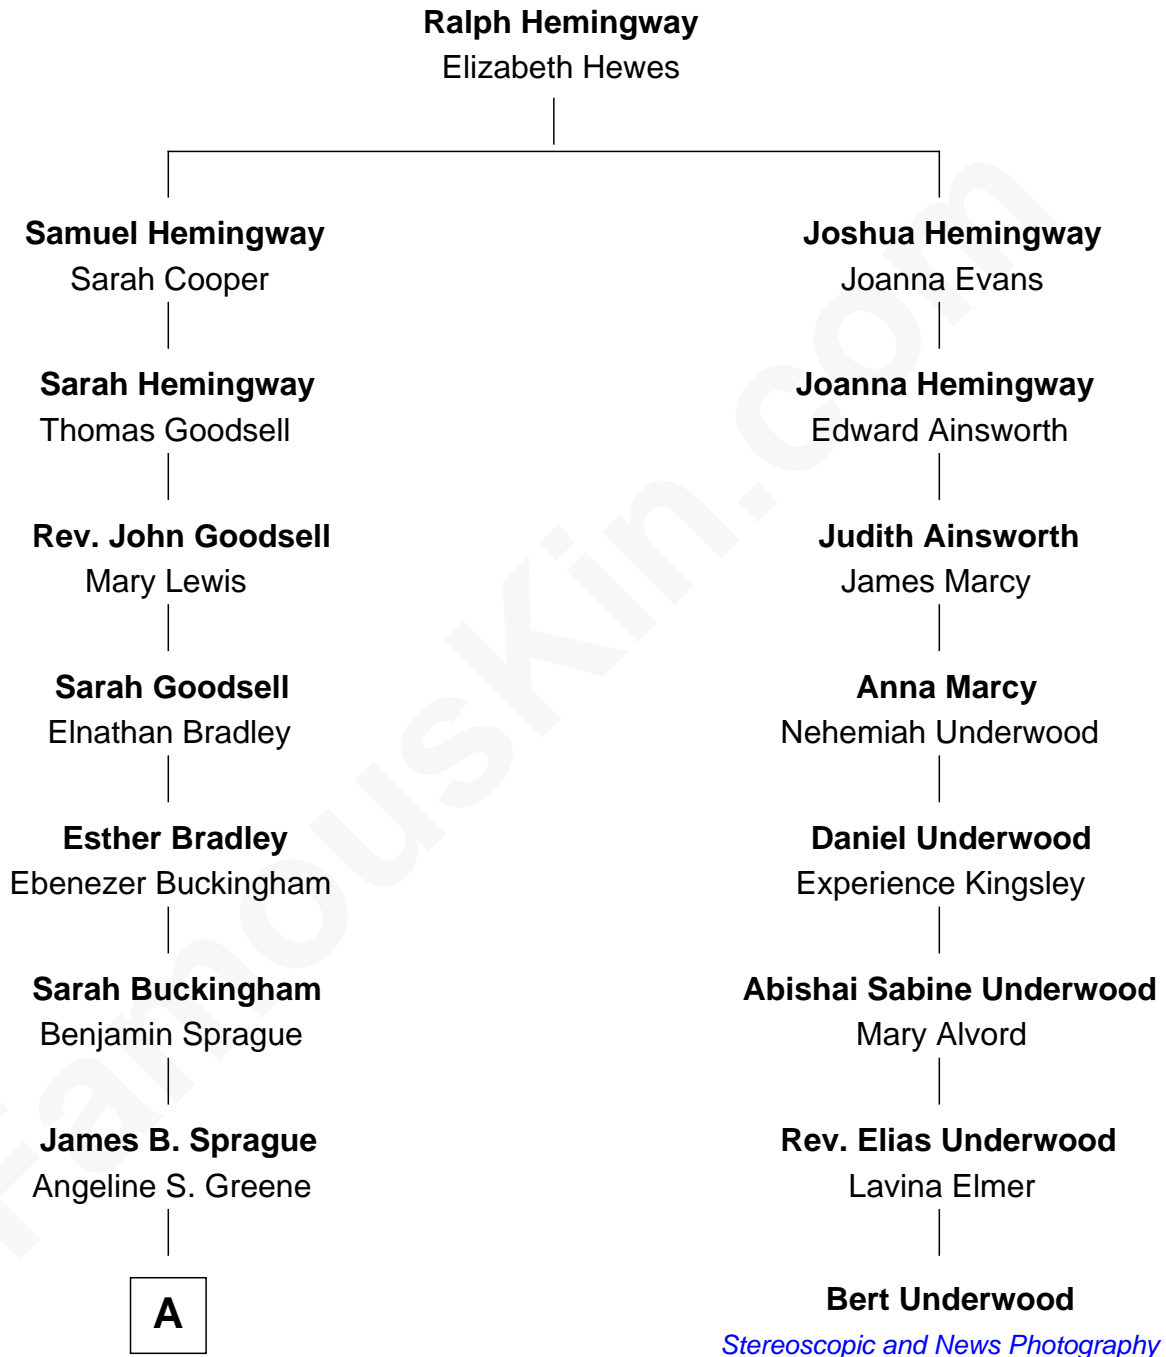 Ralph Hemingway
Elizabeth Hewes
Samuel Hemingway
Sarah Cooper
Sarah Hemingway
Thomas Goodsell
Rev. John Goodsell
Mary Lewis
Sarah Goodsell
Elnathan Bradley
Esther Bradley
Ebenezer Buckingham
Sarah Buckingham
Benjamin Sprague
James B. Sprague
Angeline S. Greene
A
Joshua Hemingway
Joanna Evans
Joanna Hemingway
Edward Ainsworth
Judith Ainsworth
James Marcy
Anna Marcy
Nehemiah Underwood
Daniel Underwood
Experience Kingsley
Abishai Sabine Underwood
Mary Alvord
Rev. Elias Underwood
Lavina Elmer
Bert Underwood
Stereoscopic and News Photography
FamousKin.com